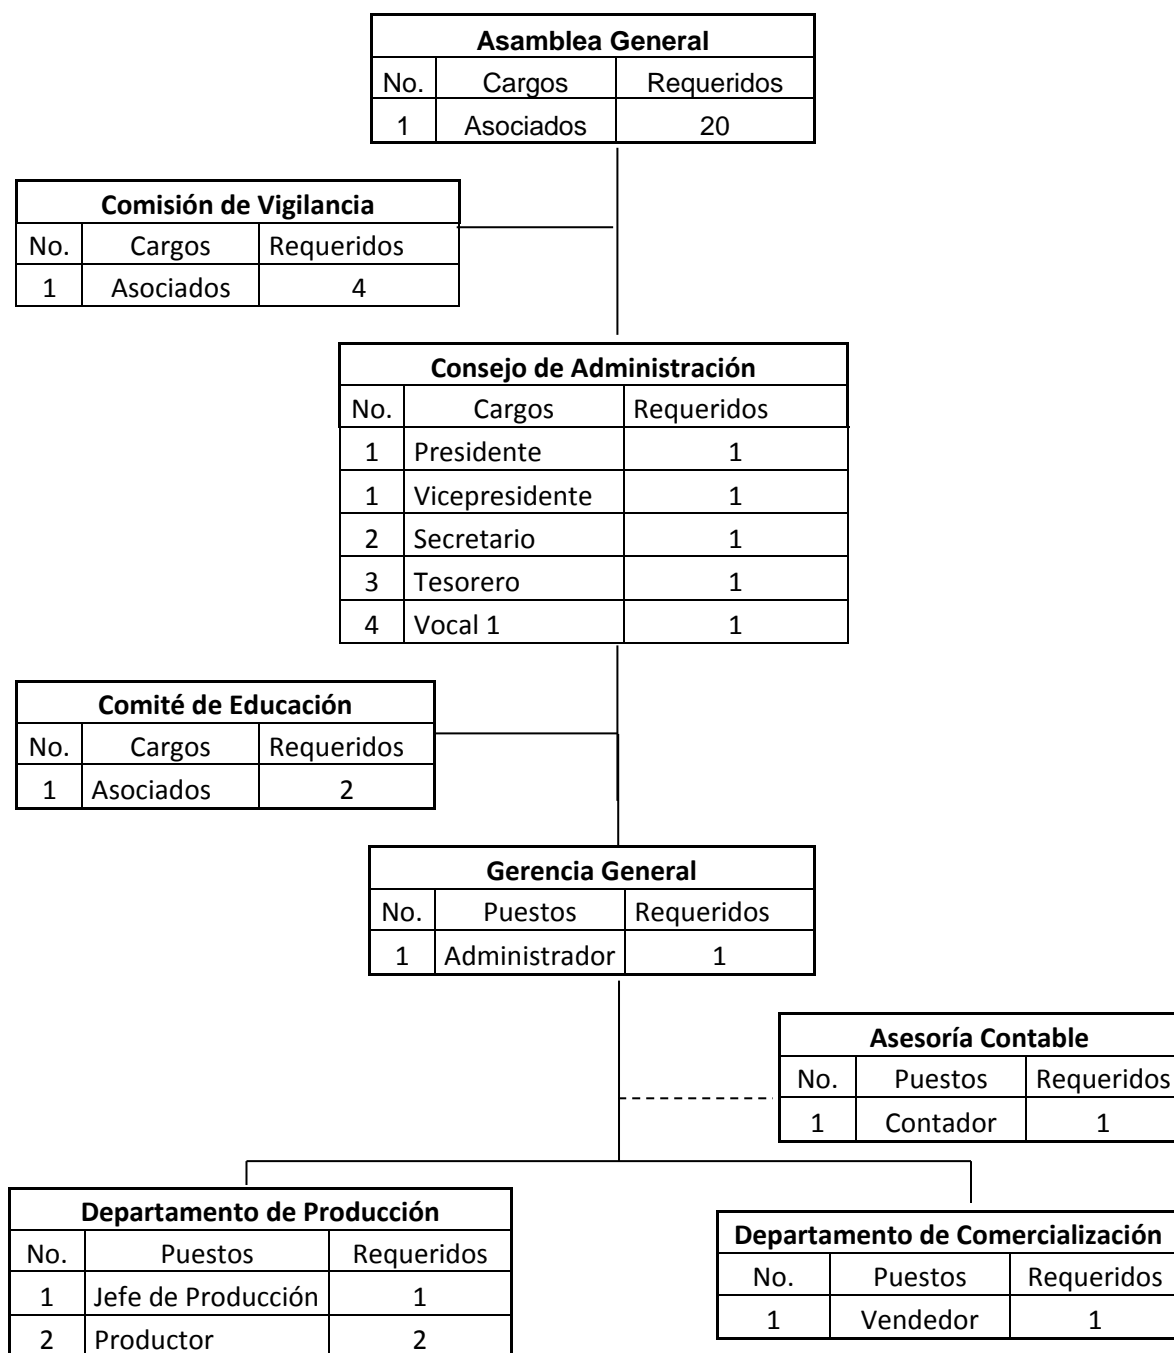 Asamblea General
No. Cargos Requeridos
1 Asociados 20
Comisión de Vigilancia
No. Cargos Requeridos
1 Asociados 4
Consejo de Administración
No. Cargos Requeridos
1 Presidente 1
1 Vicepresidente 1
2 Secretario 1
3 Tesorero 1
4 Vocal 1 1
Comité de Educación
No. Cargos Requeridos
1 Asociados 2
Gerencia General
No. Puestos Requeridos
1 Administrador 1
Asesoría Contable
No. Puestos Requeridos
1 Contador 1
Departamento de Producción
No. Puestos Requeridos
1 Jefe de Producción 1
2 Productor 2
Departamento de Comercialización
No. Puestos Requeridos
1 Vendedor 1